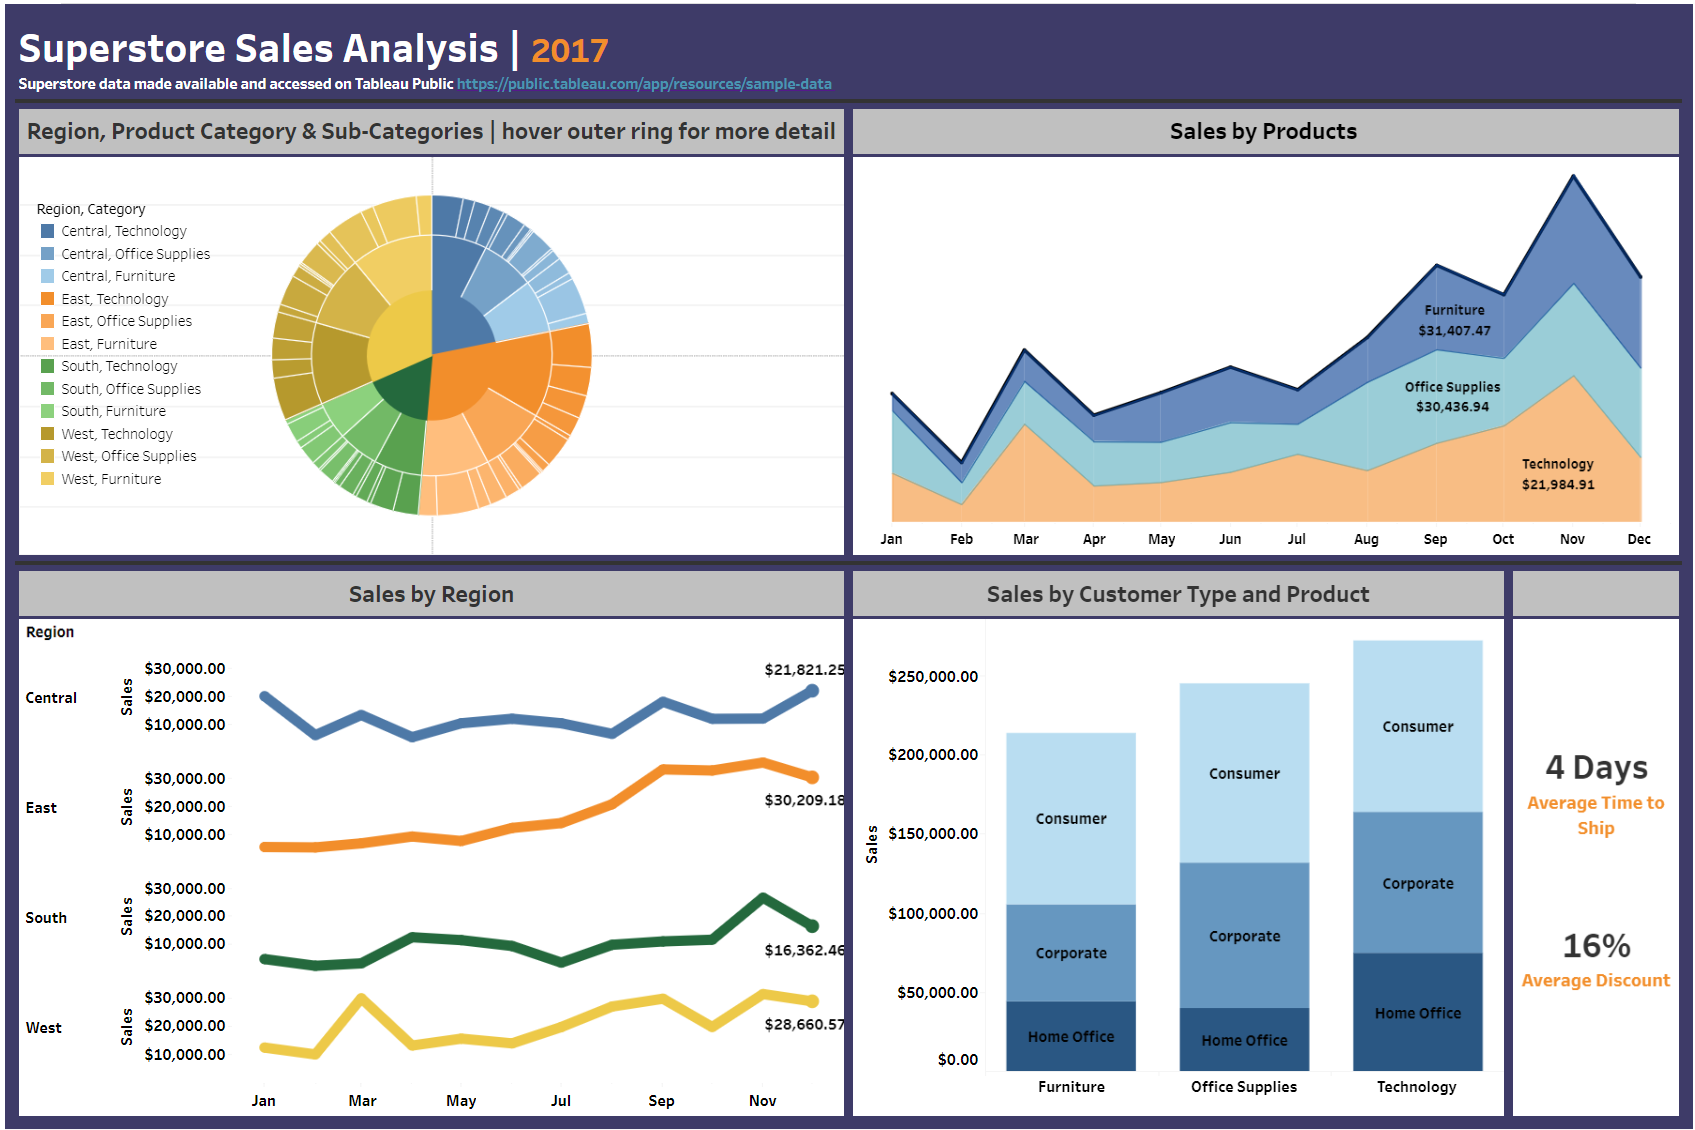 Superstore Sales Analysis | 2017
Superstore data made available and accessed on Tableau Public https://public.tableau.com/app/resources/sample-data
Region, Product Category & Sub-Categories | hover outer ring for more detail
Region, Category
Central, Technology
Central, Office Supplies
Central, Furniture
East, Technology
East, Office Supplies
East, Furniture
South, Technology
South, Office Supplies
South, Furniture
West, Technology
West, Office Supplies
West, Furniture
Sales by Products
Furniture
$31,407.47
Office Supplies
$30,436.94
Technology
$21,984.91
Jan Feb Mar Apr May Jun Jul Aug Sep Oct Nov Dec
Sales by Region
Region
Central
Sales
$30,000.00
$20,000.00
$10,000.00
$21,821.25
East
Sales
$30,000.00
$20,000.00
$10,000.00
$30,209.18
South
Sales
$30,000.00
$20,000.00
$10,000.00
$16,362.46
West
Sales
$30,000.00
$20,000.00
$10,000.00
$28,660.57
Jan Mar May Jul Sep Nov
Sales by Customer Type and Product
Sales
$250,000.00
$200,000.00
$150,000.00
$100,000.00
$50,000.00
$0.00
Consumer
Corporate
Home Office
Consumer
Corporate
Home Office
Consumer
Corporate
Home Office
Furniture Office Supplies Technology
4 Days
Average Time to
Ship
16%
Average Discount